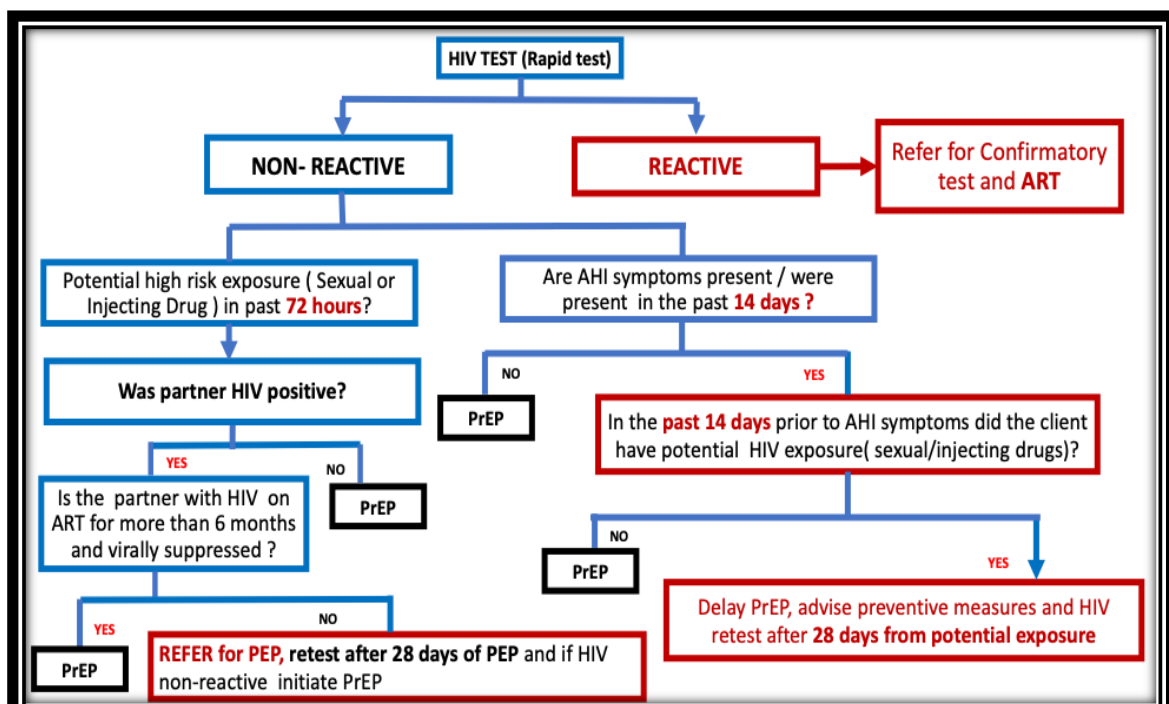 HIV TEST (Rapid test)
NON- REACTIVE
REACTIVE
Refer for Confirmatory
test and ART
Potential high risk exposure ( Sexual or
Injecting Drug ) in past 72 hours?
Are AHI symptoms present / were
present in the past 14 days ?
Was partner HIV positive?
NO
YES
PrEP
In the past 14 days prior to AHI symptoms did the client
have potential HIV exposure( sexual/injecting drugs)?
YES
NO
Is the partner with HIV on
ART for more than 6 months
and virally suppressed ?
PrEP
NO
PrEP
YES
YES
NO
PrEP
REFER for PEP, retest after 28 days of PEP and if HIV
non-reactive initiate PrEP
Delay PrEP, advise preventive measures and HIV
retest after 28 days from potential exposure